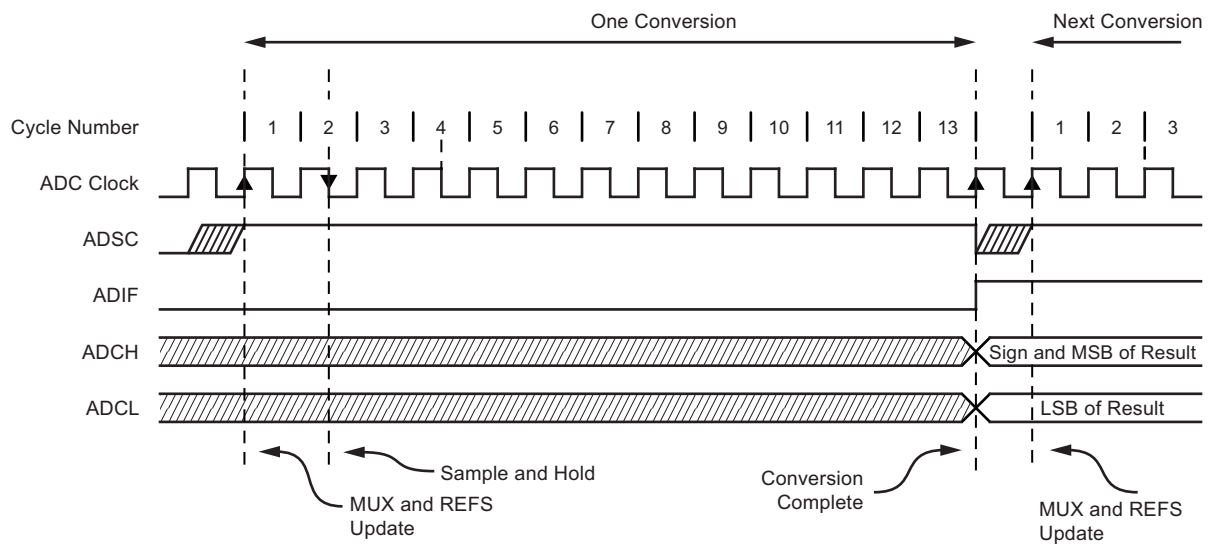 One Conversion
Next Conversion
Cycle Number
1 2 3 4 5 6 7 8 9 10 11 12 13 1 2 3
ADC Clock
ADSC
ADIF
ADCH
Sign and MSB of Result
ADCL
LSB of Result
Sample and Hold
MUX and REFS
Update
Conversion
Complete
MUX and REFS
Update